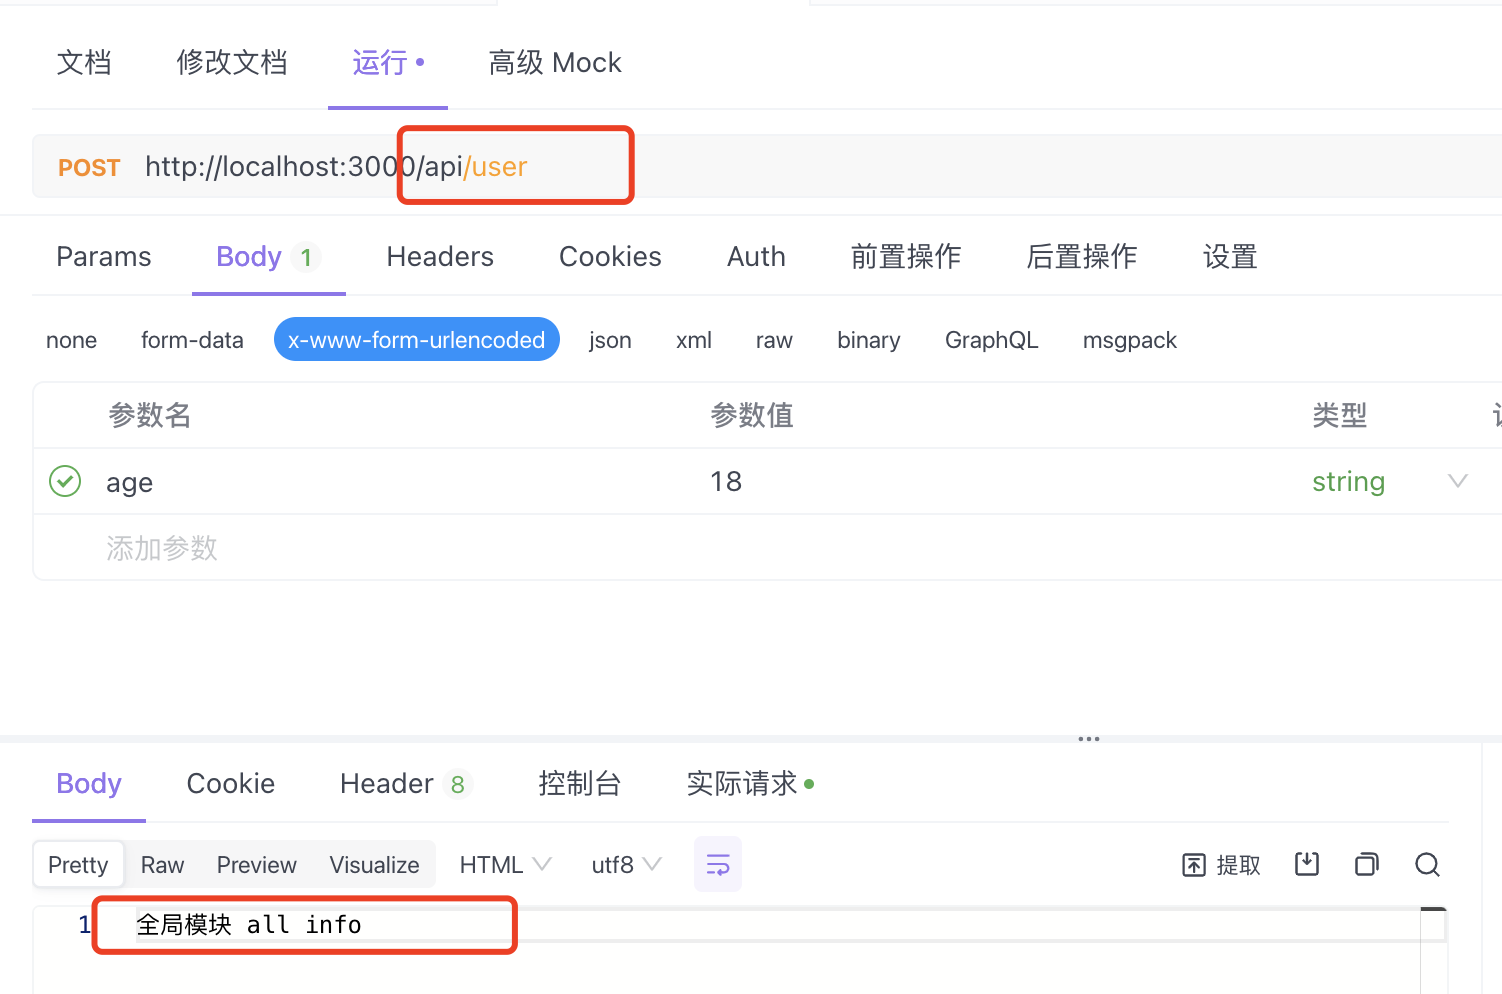 文档 修改文档 运行 高级 Mock
POST http://localhost:3000/api/user
Params Body 1 Headers Cookies Auth 前置操作 后置操作 设置
none form-data x-www-form-urlencoded json xml raw binary GraphQL msgpack
参数名 参数值 类型
age 18 string
添加参数
Body Cookie Header 8 控制台 实际请求
Pretty Raw Preview Visualize HTML utf8 提取
1 全局模块 all info